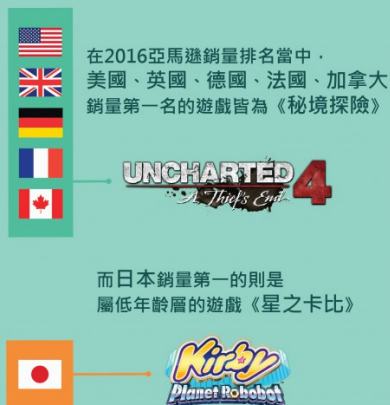 在2016亞馬遜銷量排名當中，
美國、英國、德國、法國、加拿大
銷量第一名的遊戲皆為《秘境探險》
UNCHARTED 4
A Thief's End
而日本銷量第一的則是
屬低年齡層的遊戲《星之卡比》
Kirby
Planet Robobot